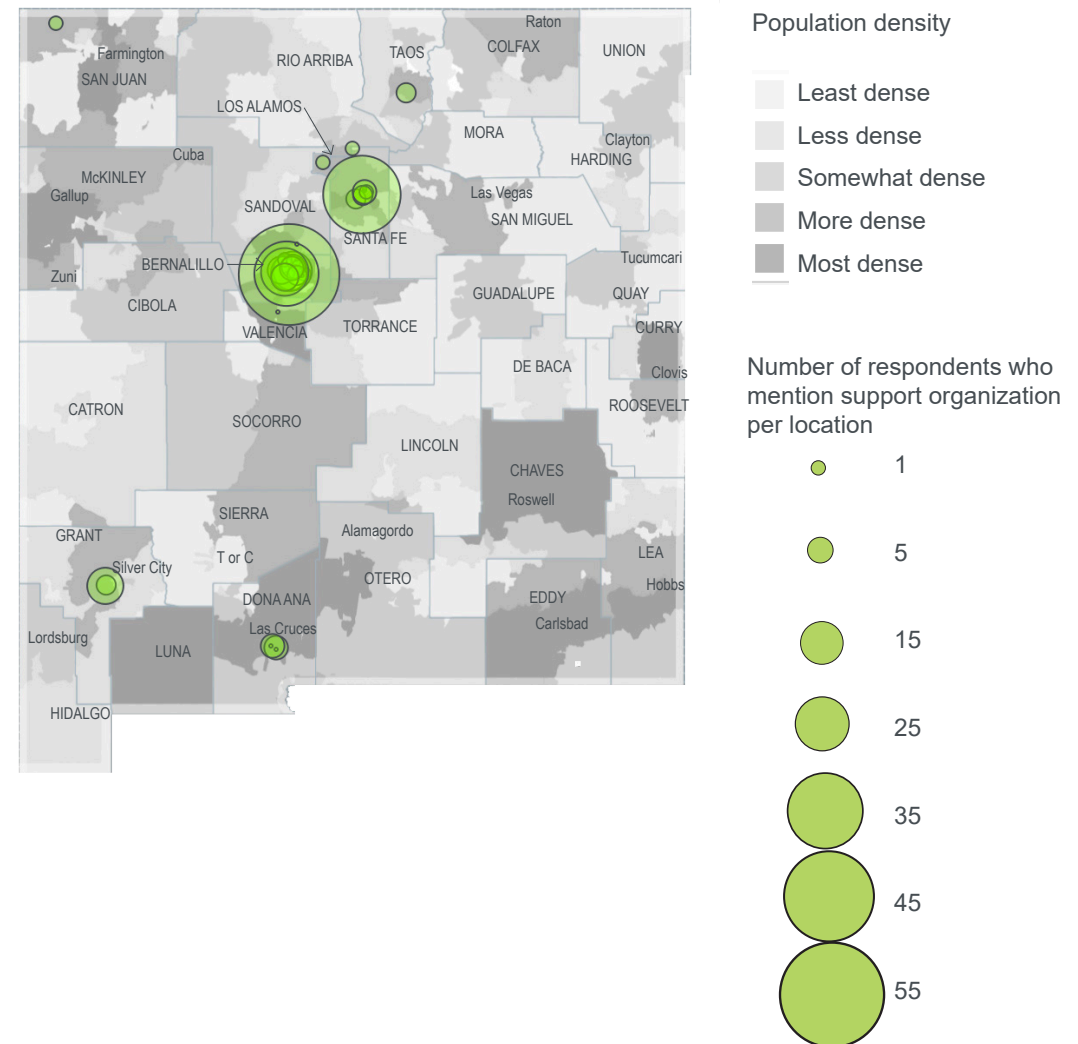 Raton
Farmington
SAN JUAN
RIO ARRIBA
TAOS
COLFAX
UNION
LOS ALAMOS
MORA
Clayton
HARDING
Cuba
McKINLEY
Gallup
SANDOVAL
Las Vegas
SAN MIGUEL
SANTA FE
BERNALILLO
Zuni
Tucumcari
CIBOLA
GUADALUPE
QUAY
VALENCIA
TORRANCE
CURRY
DE BACA
Clovis
CATRON
SOCORRO
ROOSEVELT
LINCOLN
CHAVES
Roswell
SIERRA
GRANT
Alamagordo
T or C
LEA
Silver City
OTERO
Hobbs
DONA ANA
EDDY
Las Cruces
Carlsbad
Lordsburg
LUNA
HIDALGO
Population density
Least dense
Less dense
Somewhat dense
More dense
Most dense
Number of respondents who
mention support organization
per location
1
5
15
25
35
45
55